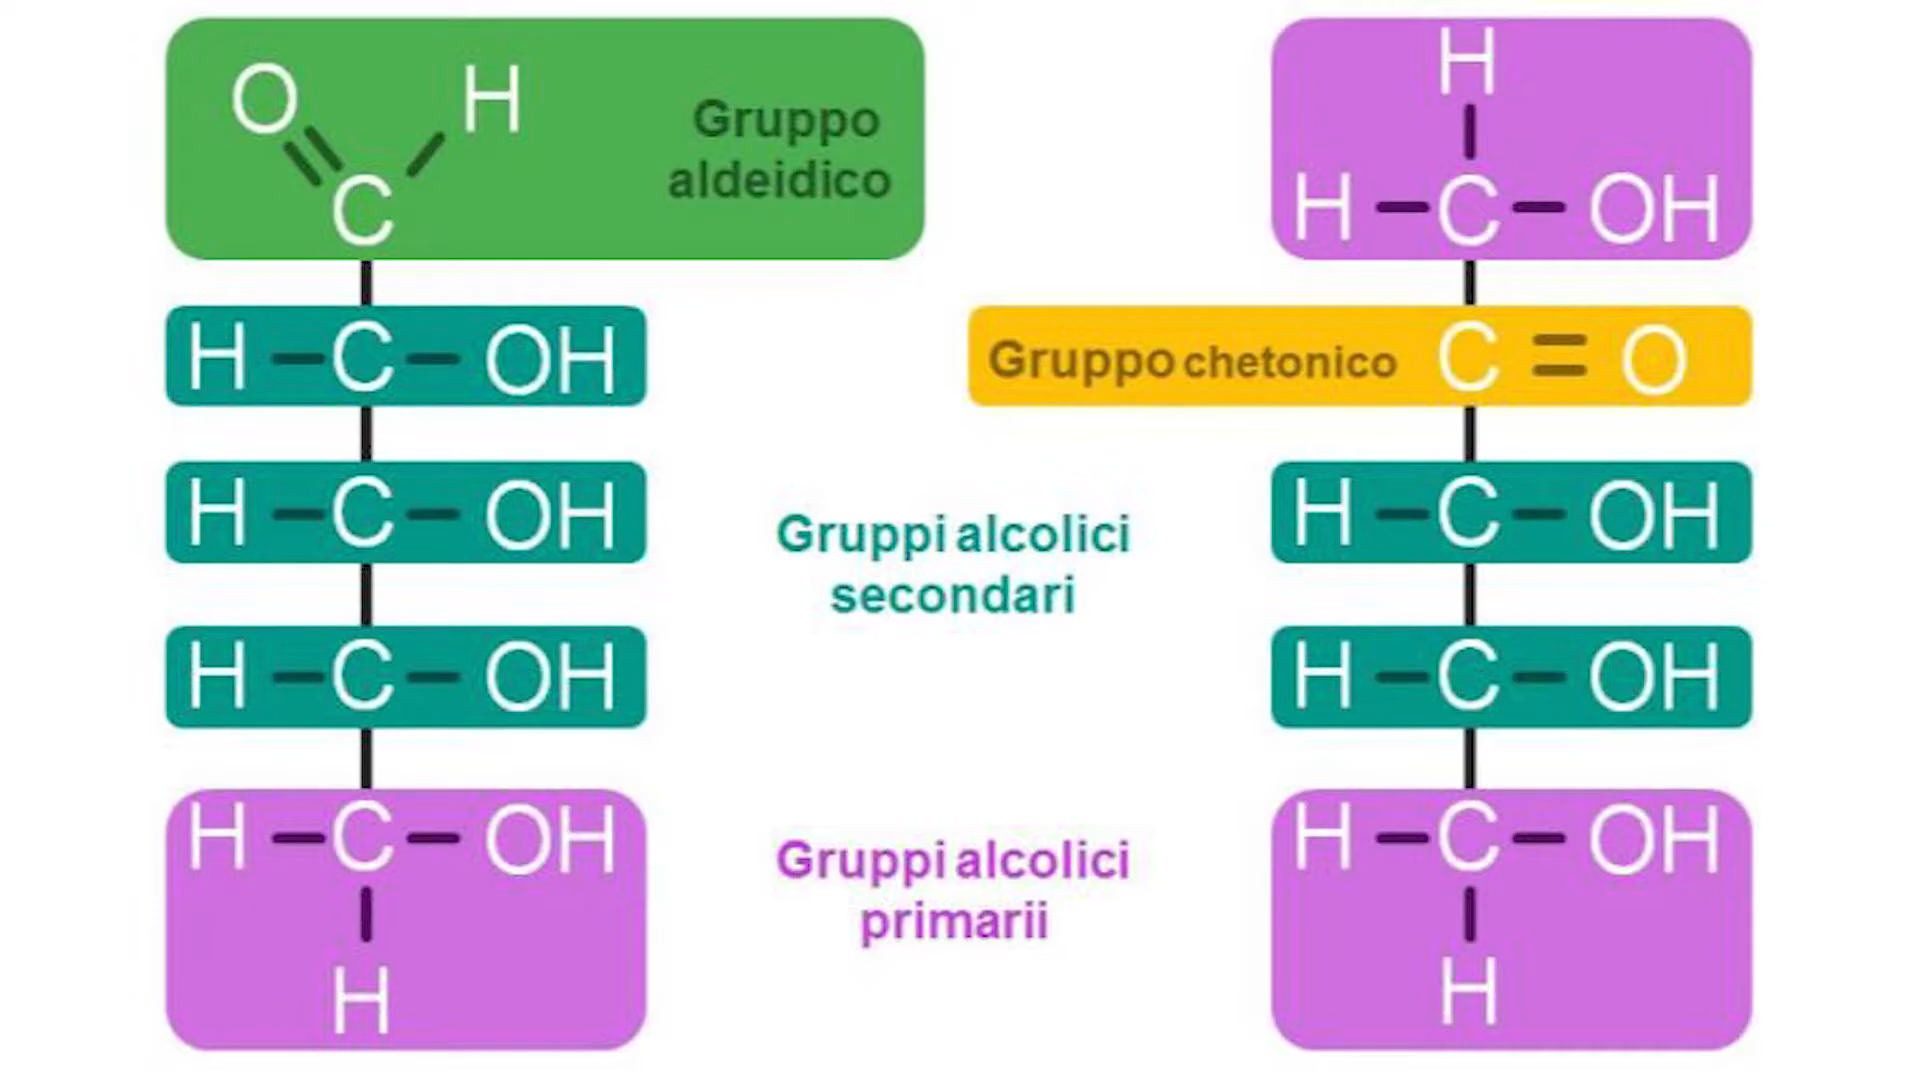 O H
C
Gruppo
aldeidico
H C OH
H C OH
H C OH
H C OH
H
Gruppi alcolici
secondari
Gruppi alcolici
primarii
H
H C OH
Gruppo chetonico C = O
H C OH
H C OH
H C OH
H